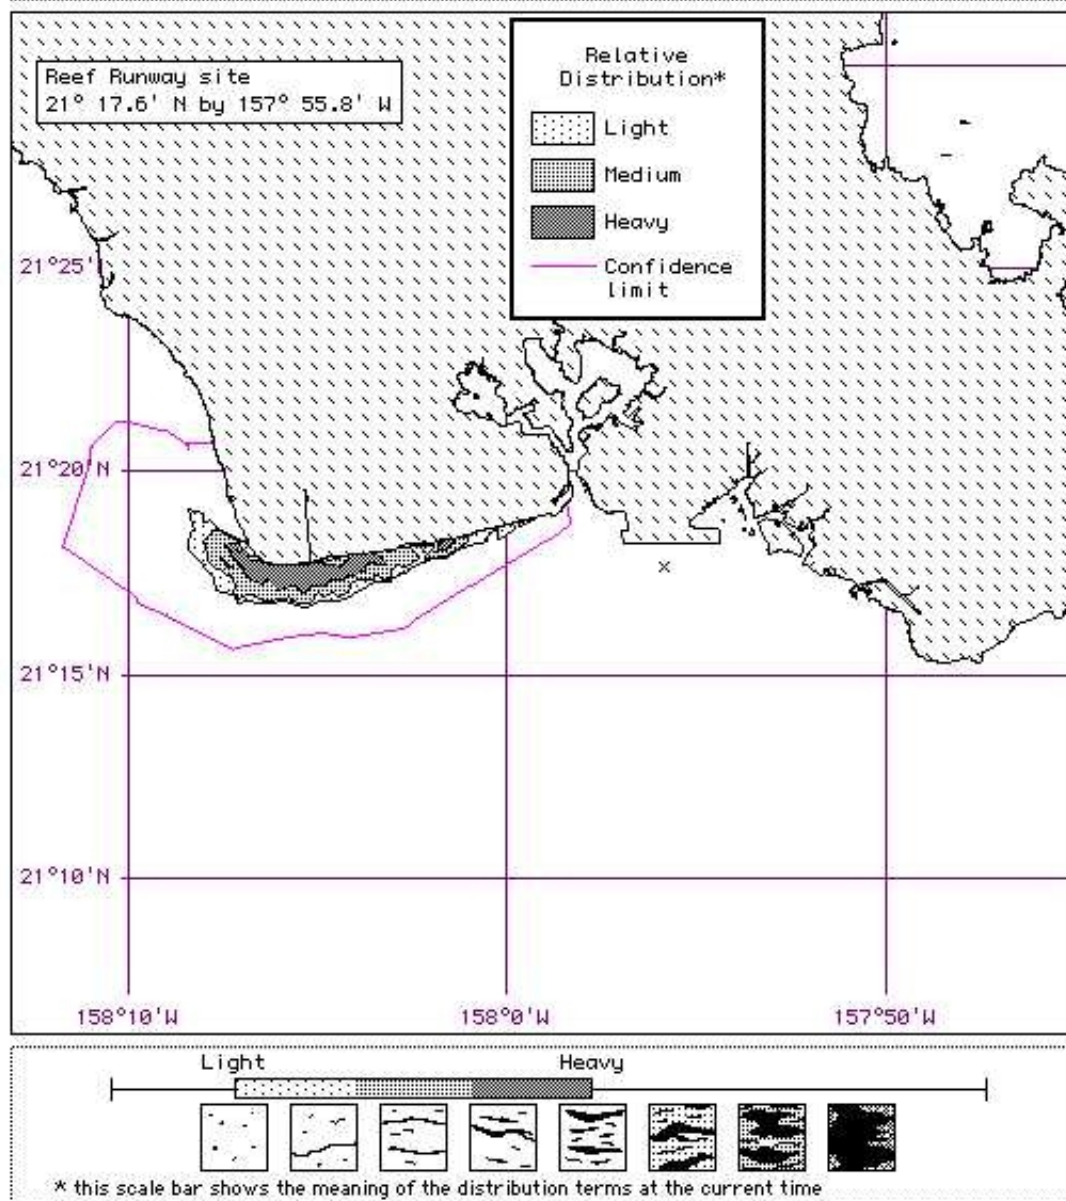 Reef Runway site
21° 17.6' N by 157° 55.8' W
Relative
Distribution*
Light
Medium
Heavy
Confidence
limit
21°25'
21°20'N
21°15'N
21°10'N
158°10'W
158°0'W
157°50'W
Light
Heavy
* this scale bar shows the meaning of the distribution terms at the current time